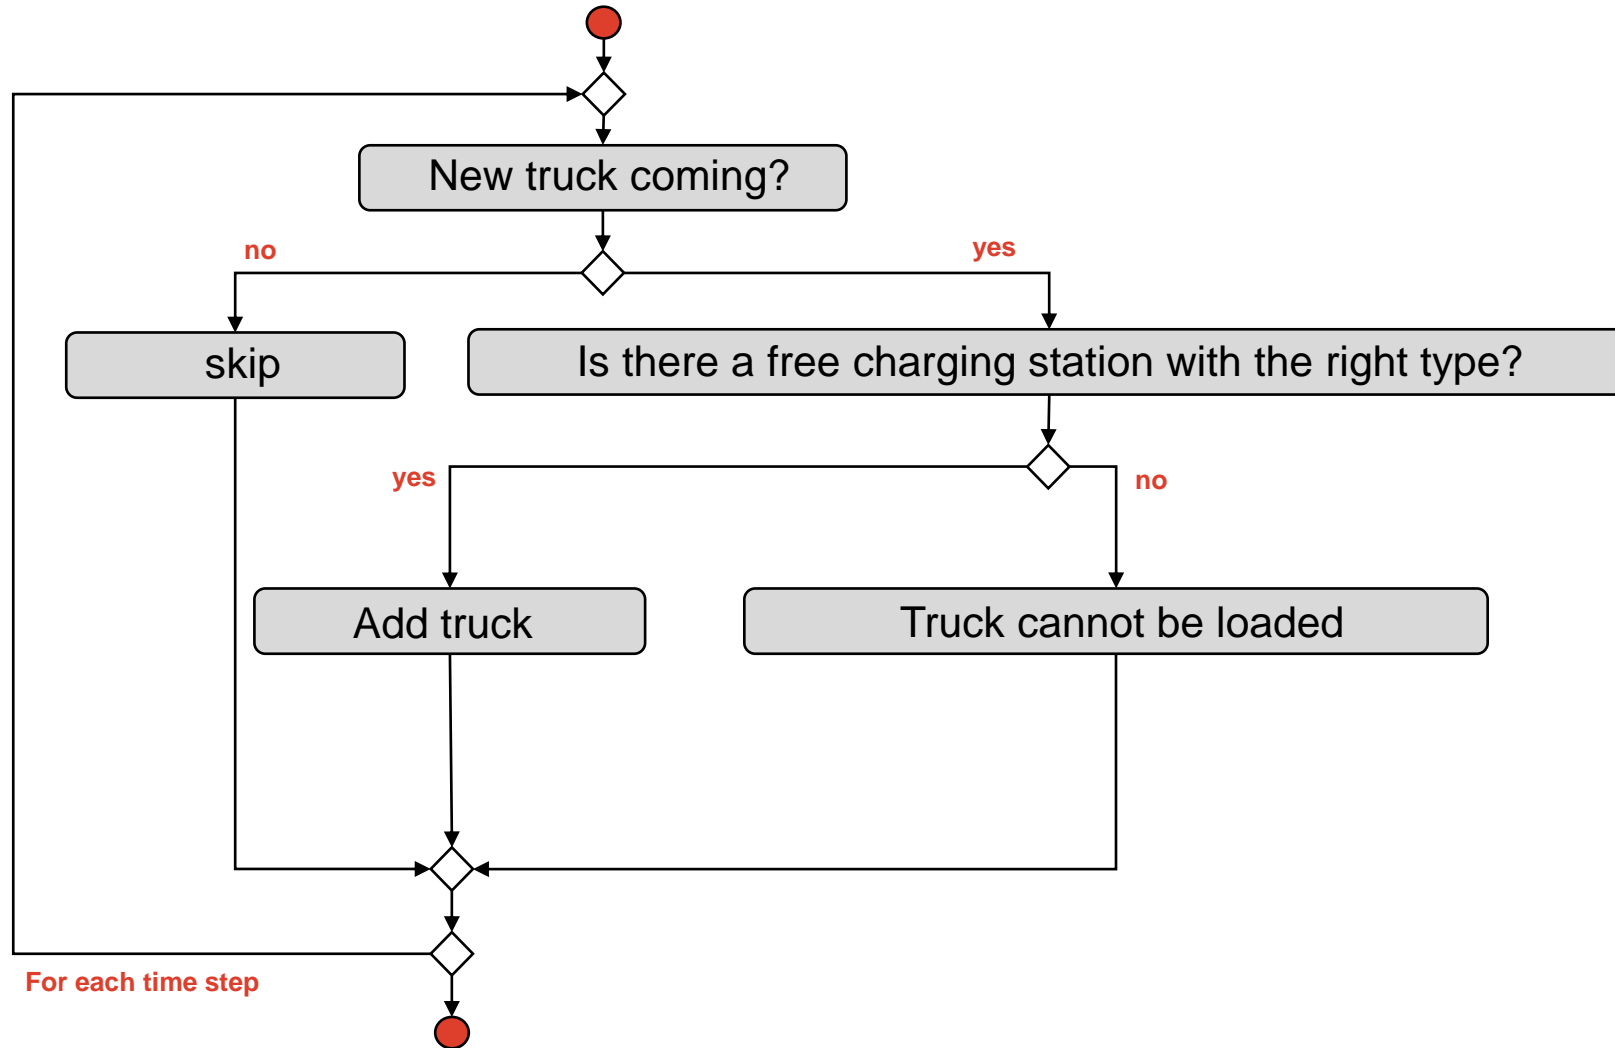 New truck coming?
no
yes
skip
Is there a free charging station with the right type?
yes
no
Add truck
Truck cannot be loaded
For each time step